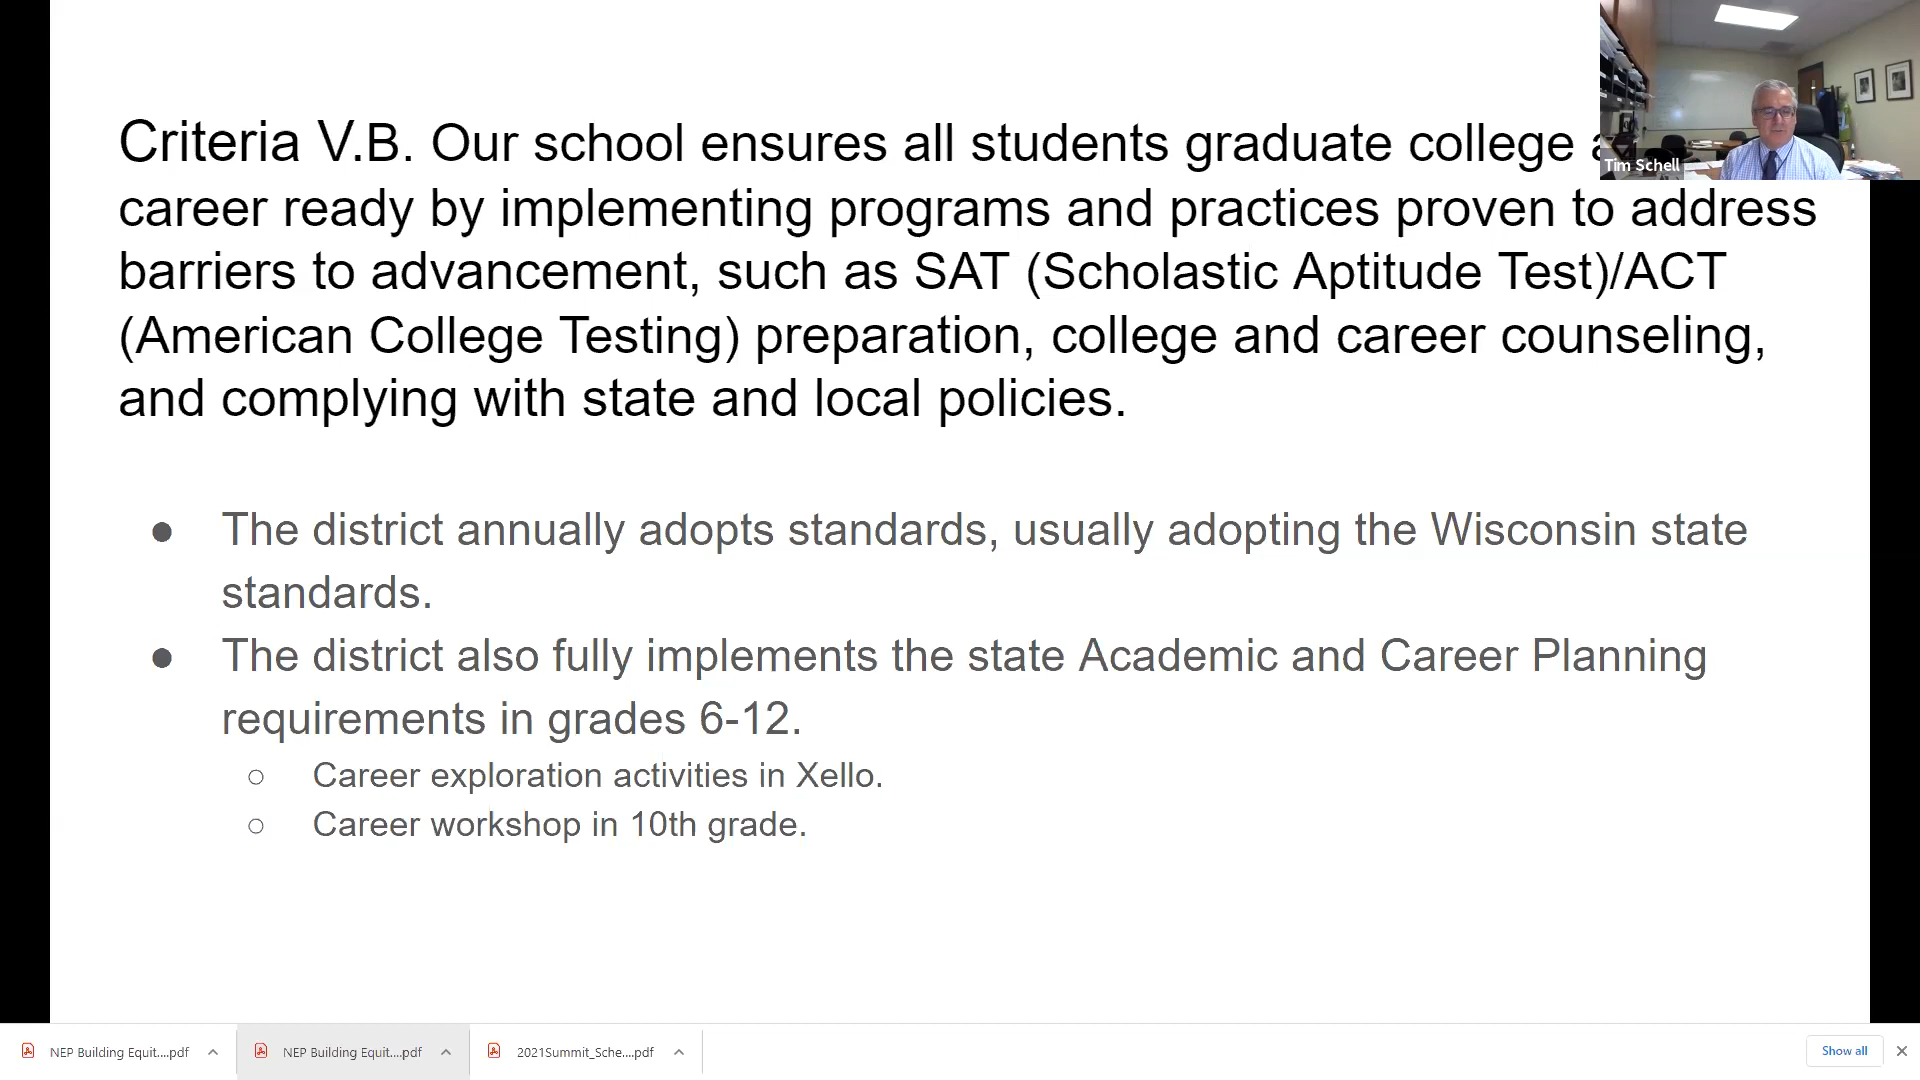 Criteria V.B. Our school ensures all students graduate college
career ready by implementing programs and practices proven to address
barriers to advancement, such as SAT (Scholastic Aptitude Test)/ACT
(American College Testing) preparation, college and career counseling,
and complying with state and local policies.
Tim Schell
● The district annually adopts standards, usually adopting the Wisconsin state
standards.
● The district also fully implements the state Academic and Career Planning
requirements in grades 6-12.
○ Career exploration activities in Xello.
○ Career workshop in 10th grade.
NEP Building Equit....pdf
NEP Building Equit....pdf
2021Summit_Sche....pdf
Show all